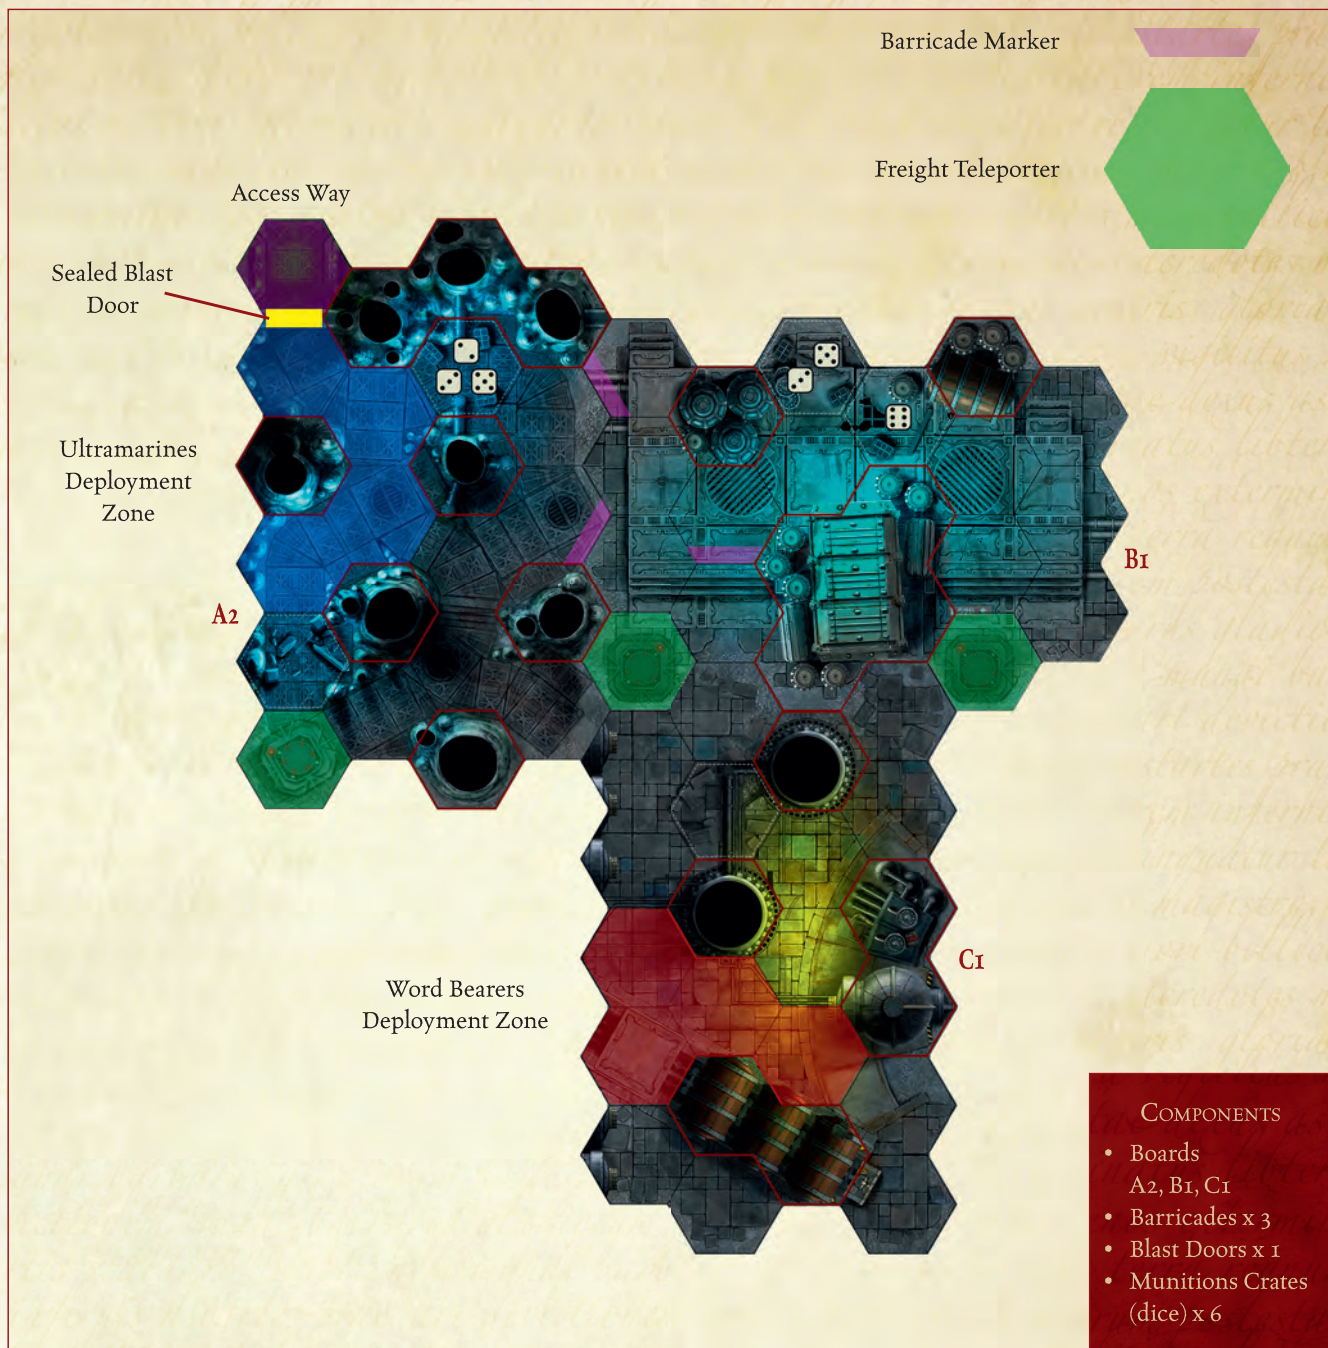 Barricade Marker
Freight Teleporter
Access Way
Sealed Blast
Door
Ultramarines
Deployment
Zone
A2
B1
Word Bearers
Deployment Zone
C1
Components
• Boards
A2, B1, C1
• Barricades x 3
• Blast Doors x 1
• Munitions Crates
(dice) x 6